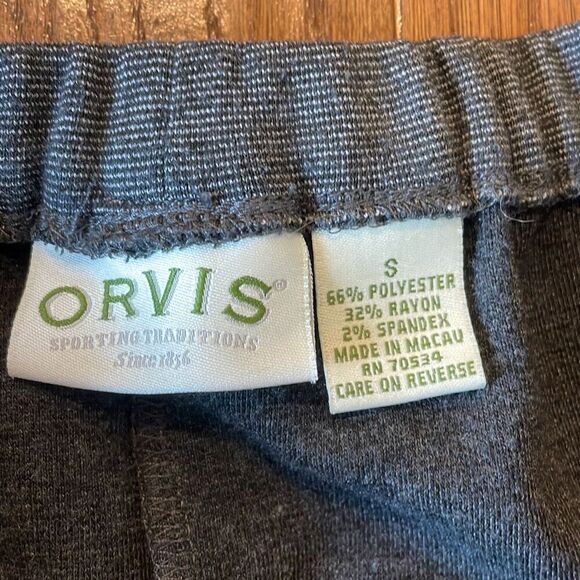 ORVIS®
SPORTING TRADITIONS
Since 1856
S
66% POLYESTER
32% RAYON
2% SPANDEX
MADE IN MACAU
RN 70534
CARE ON REVERSE